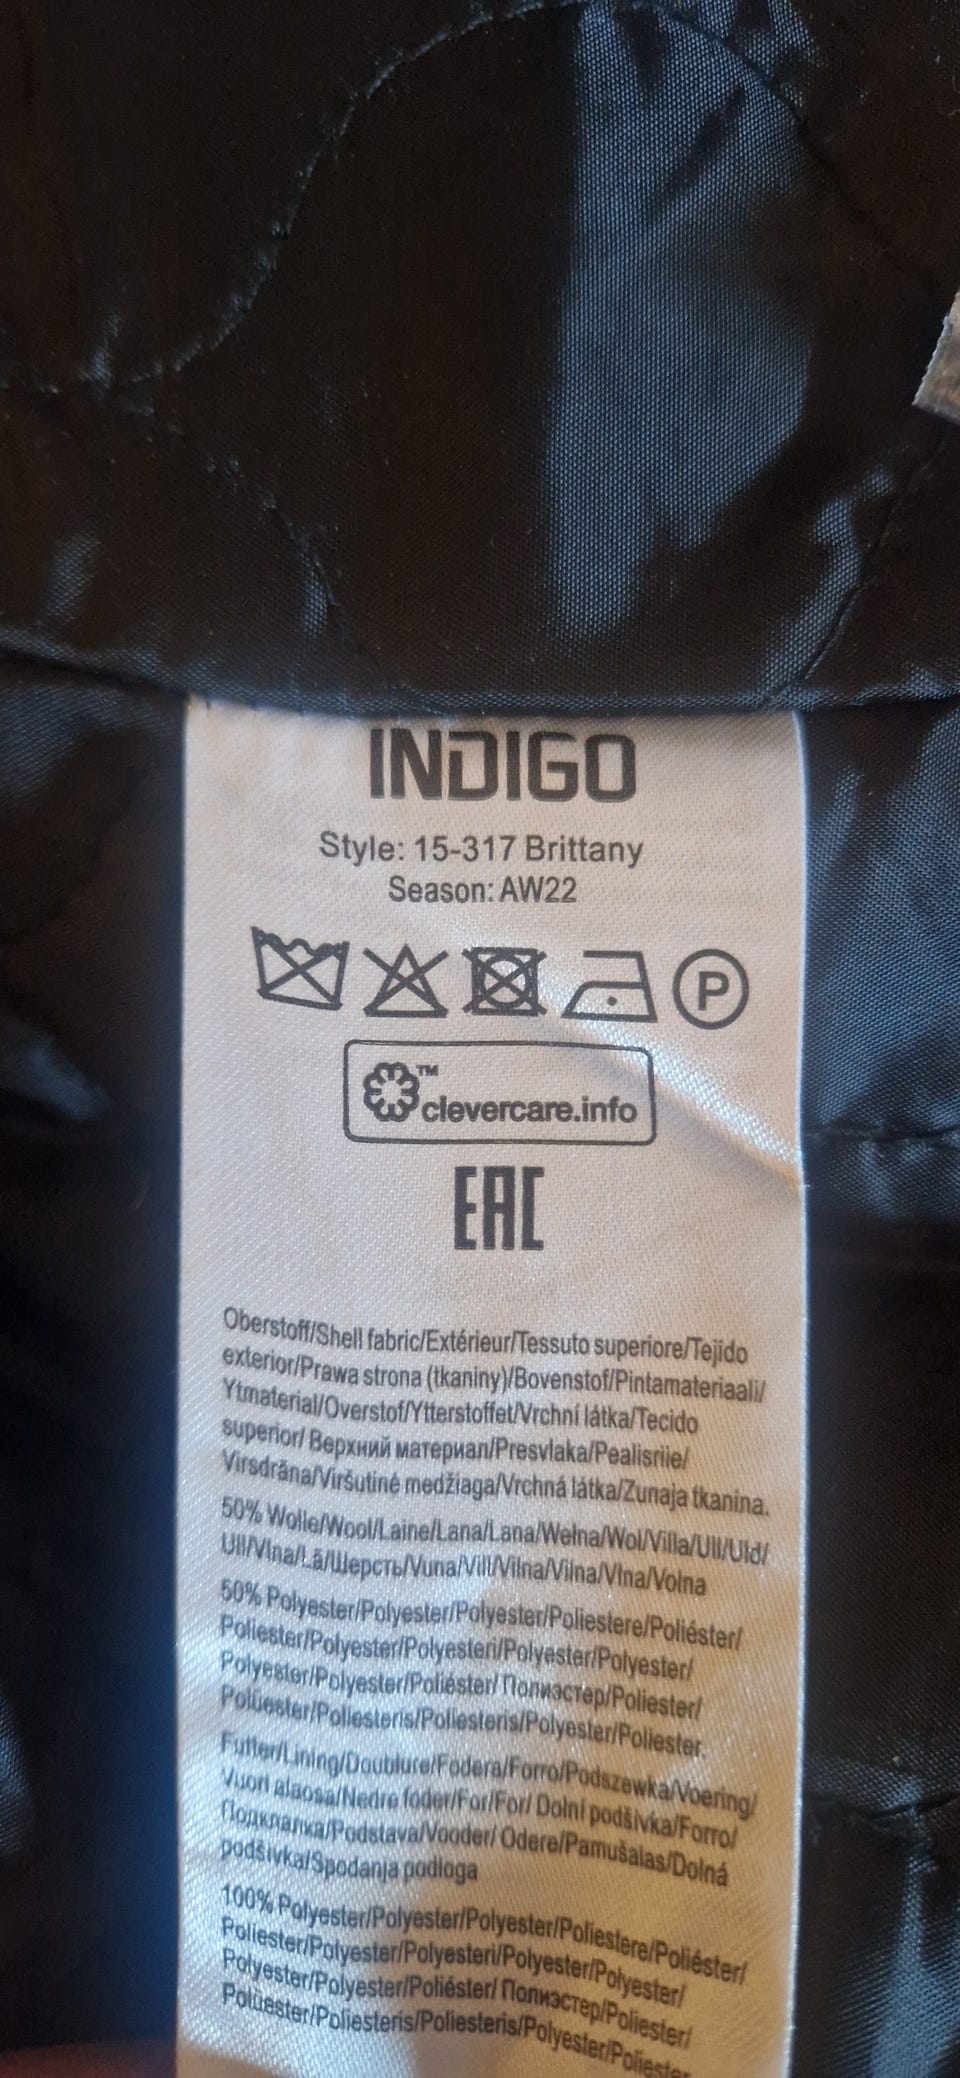 INDIGO
Style: 15-317 Brittany
Season: AW22
P
™
clevercare.info
EAC
Oberstoff/Shell fabric/Extérieur/Tessuto superiore/Tejido
exterior/Prawa strona (tkaniny)/Bovenstof/Pintamateriaali/
Ytmaterial/Overstof/Ytterstoffet/Vrchní látka/Tecido
superior/ Верхний материал/Presvlaka/Pealisriie/
Virsdrāna/Viršutinė medžiaga/Vrchná látka/Zunaja tkanina.
50% Wolle/Wool/Laine/Lana/Lana/Wełna/Wol/Villa/Ull/Uld/
Ull/Vlna/Lã/Шерсть/Vuna/Vill/Vilna/Vilna/Vlna/Volna
50% Polyester/Polyester/Polyester/Poliestere/Poliéster/
Poliester/Polyester/Polyesteri/Polyester/Polyester/
Polyester/Polyester/Poliéster/ Полиэстер/Poliester/
Polüester/Poliesteris/Poliesteris/Polyester/Poliester.
Futter/Lining/Doublure/Fodera/Forro/Podszewka/Voering/
Vuori alaosa/Nedre foder/For/For/ Dolní podšívka/Forro/
Подкладка/Podstava/Vooder/ Odere/Pamušalas/Dolná
podšívka/Spodanja podloga
100% Polyester/Polyester/Polyester/Poliestere/Poliéster/
Poliester/Polyester/Polyesteri/Polyester/Polyester/
Polyester/Polyester/Poliéster/ Полиэстер/Poliester/
Polüester/Poliesteris/Poliesteris/Polyester/Poliester